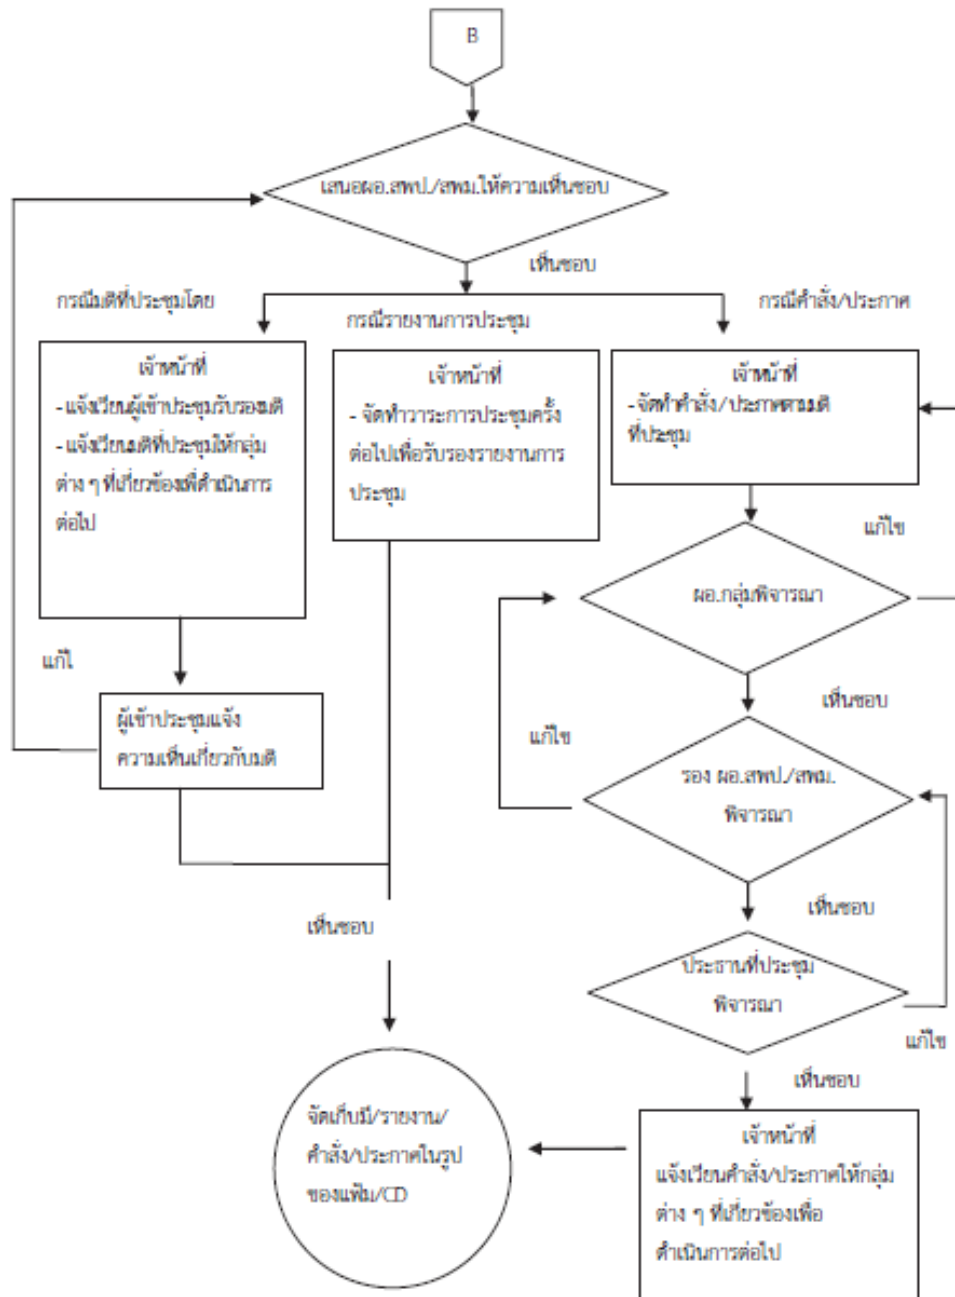 B
เสนอผอ.สพป./สพม.ให้ความเห็นชอบ
เห็นชอบ
กรณีมติที่ประชุมโดย
กรณีรายงานการประชุม
กรณีคำสั่ง/ประกาศ
เจ้าหน้าที่
- แจ้งเวียนผู้เข้าประชุมรับรองมติ
- แจ้งเวียนมติที่ประชุมให้กลุ่ม
ต่าง ๆ ที่เกี่ยวข้องเพื่อดำเนินการ
ต่อไป
เจ้าหน้าที่
- จัดทำวาระการประชุมครั้ง
ต่อไปเพื่อรับรองรายงานการ
ประชุม
เจ้าหน้าที่
- จัดทำคำสั่ง/ประกาศตามมติ
ที่ประชุม
แก้ไข
ผอ.กลุ่มพิจารณา
แก้ไ
เห็นชอบ
ผู้เข้าประชุมแจ้ง
ความเห็นเกี่ยวกับมติ
แก้ไข
รอง ผอ.สพป./สพม.
พิจารณา
เห็นชอบ
เห็นชอบ
ประธานที่ประชุม
พิจารณา
แก้ไข
เห็นชอบ
จัดเก็บมี/รายงาน/
คำสั่ง/ประกาศในรูป
ของแฟ้ม/CD
เจ้าหน้าที่
แจ้งเวียนคำสั่ง/ประกาศให้กลุ่ม
ต่าง ๆ ที่เกี่ยวข้องเพื่อ
ดำเนินการต่อไป